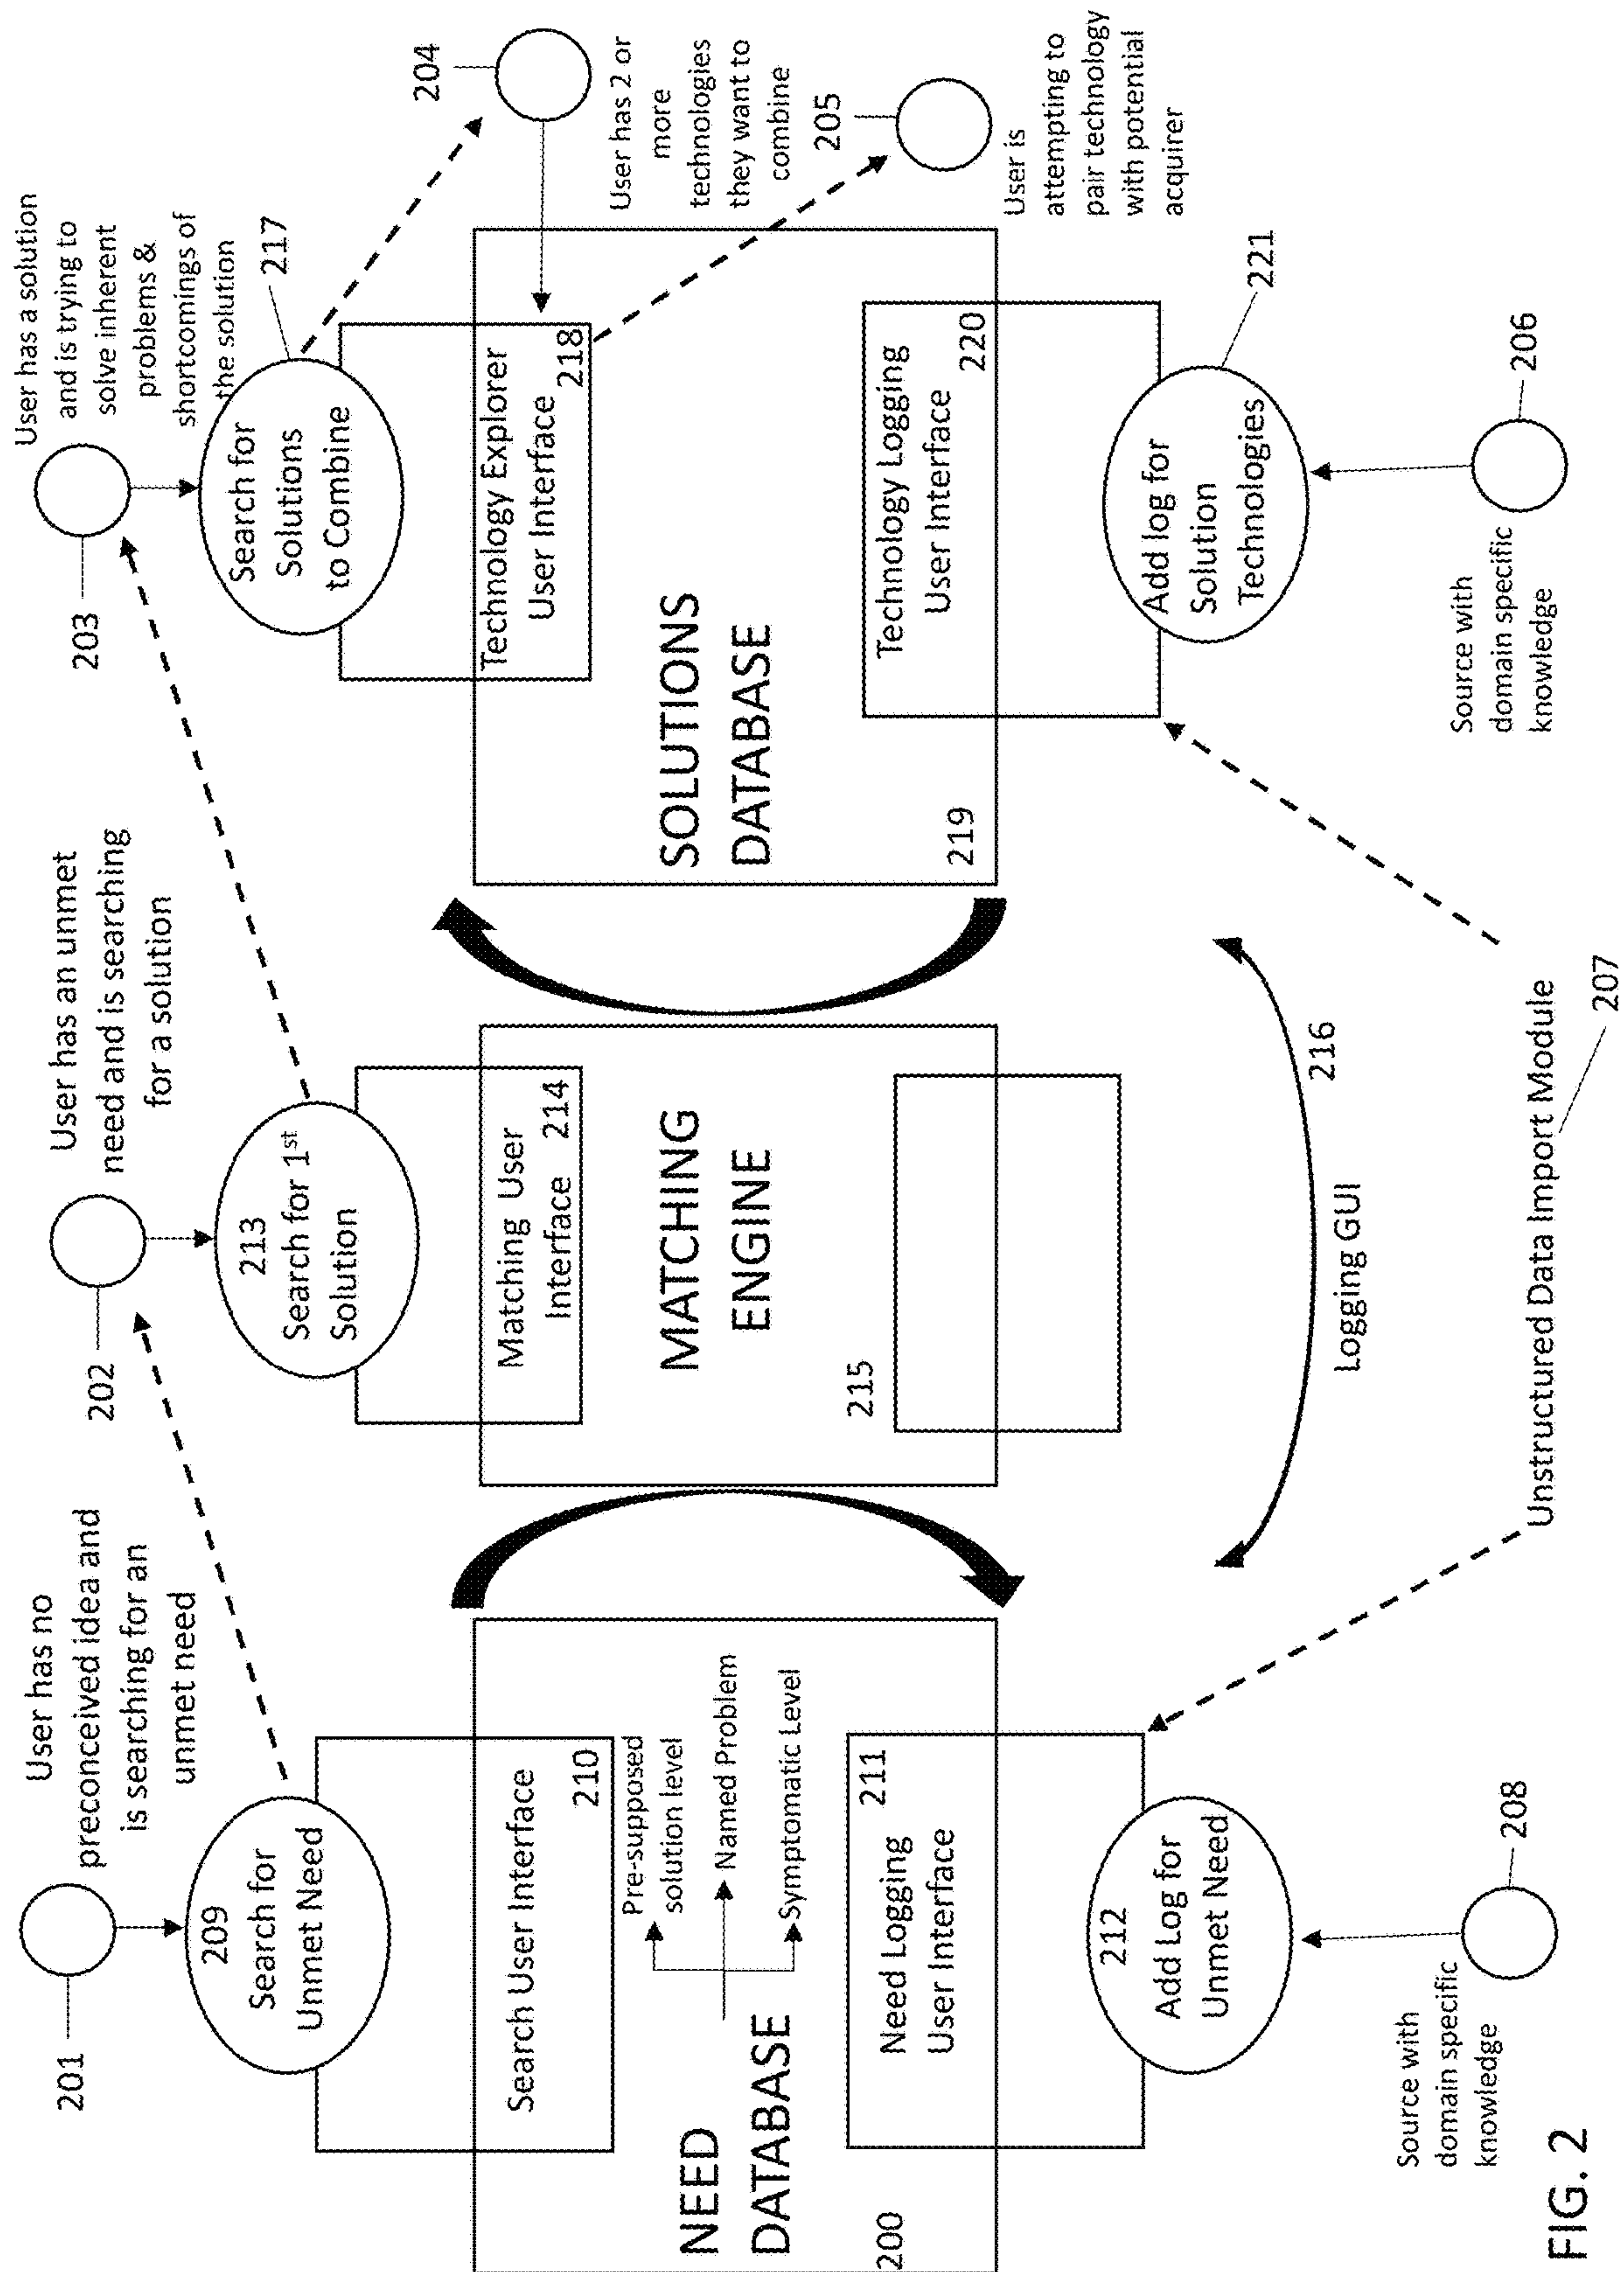 201
User has no
preconceived idea and
is searching for an
unmet need
209
Search for
Unmet Need
Search User Interface
210
NEED
DATABASE
200
Pre-supposed
solution level
Named Problem
Symptomatic Level
Need Logging
User Interface
211
212
Add Log for
Unmet Need
Source with
domain specific
knowledge
208
202
User has an unmet
need and is searching
for a solution
213
Search for 1st
Solution
Matching User
Interface 214
MATCHING
ENGINE
215
Logging GUI
216
Unstructured Data Import Module
207
203
User has a solution
and is trying to
solve inherent
problems &
shortcomings of
the solution
217
Search for
Solutions
to Combine
Technology Explorer
User Interface
218
204
User has 2 or
more
technologies
they want to
combine
205
User is
attempting to
pair technology
with potential
acquirer
SOLUTIONS
DATABASE
219
Technology Logging
User Interface
220
Add log for
Solution
Technologies
221
Source with
domain specific
knowledge
206
FIG. 2